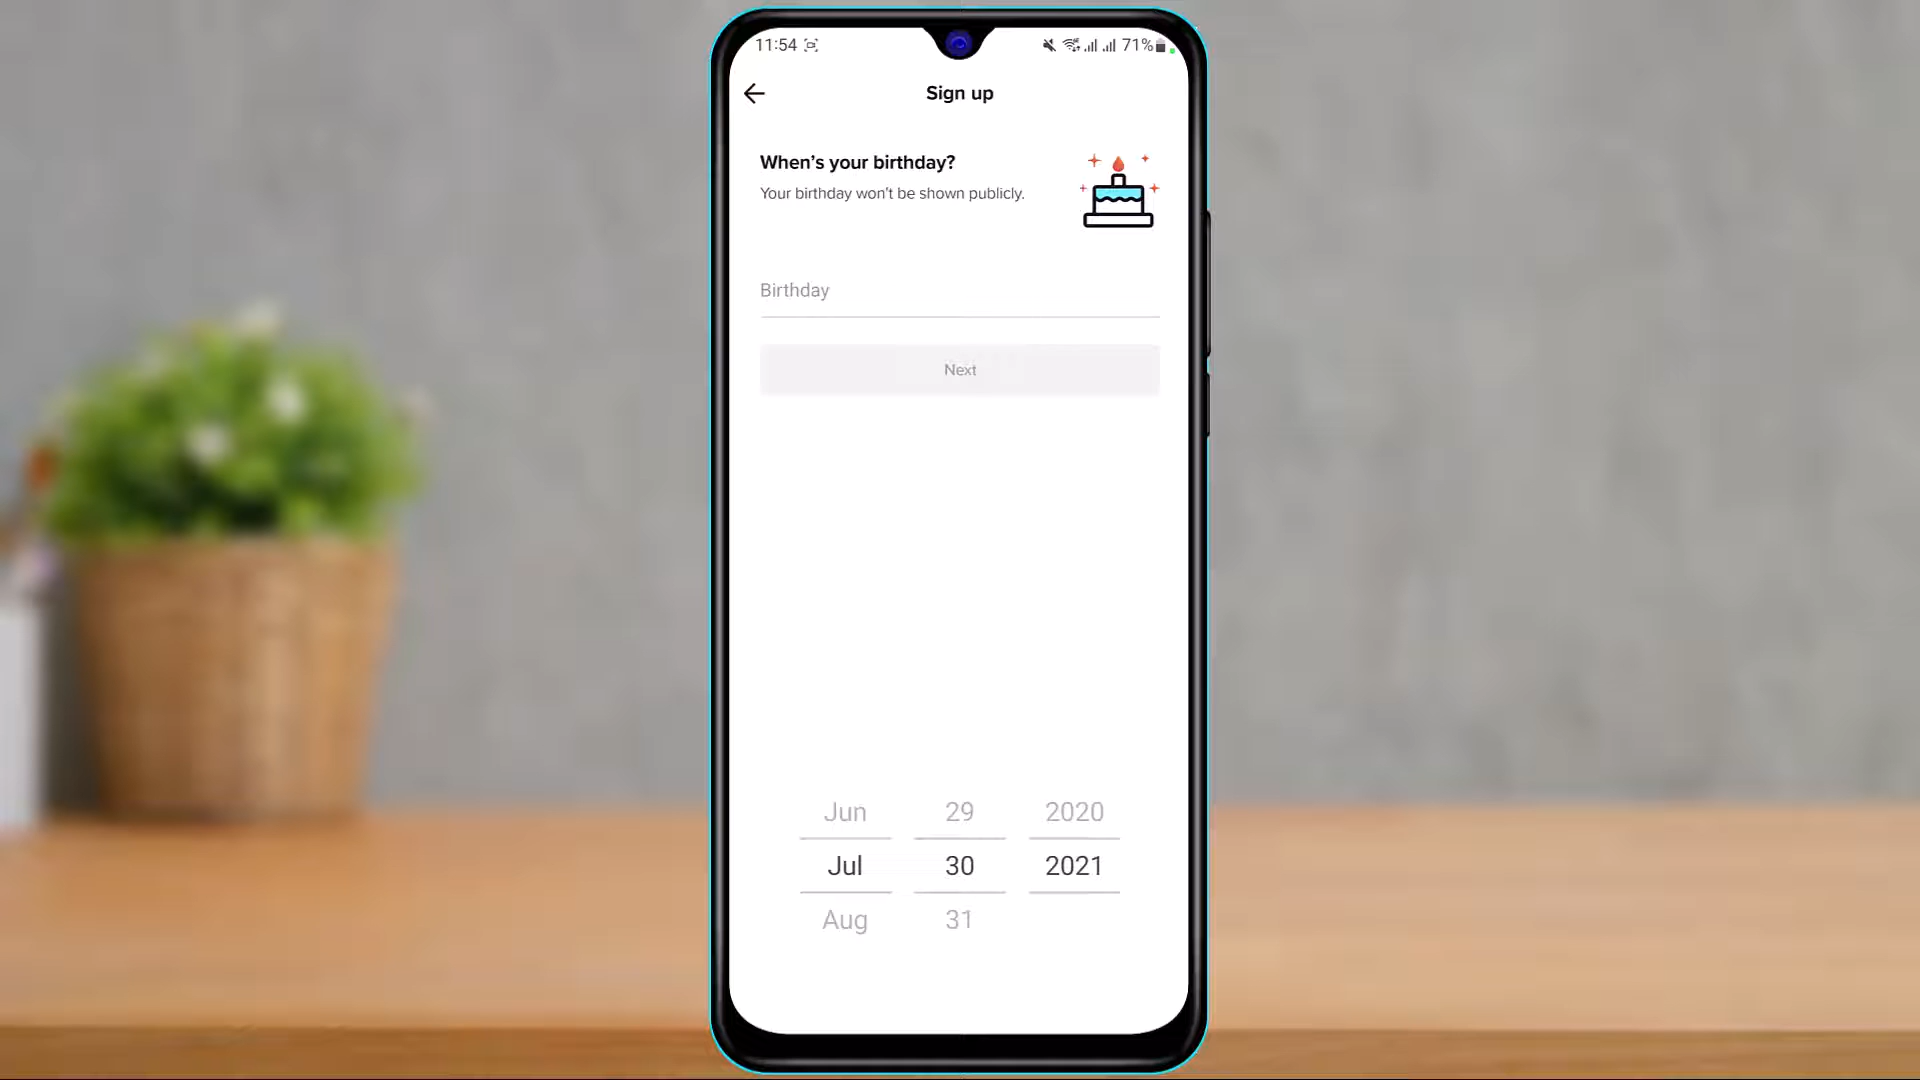 11:54 71%
Sign up
When's your birthday?
Your birthday won't be shown publicly.
Birthday
Next
Jun 29 2020
Jul 30 2021
Aug 31